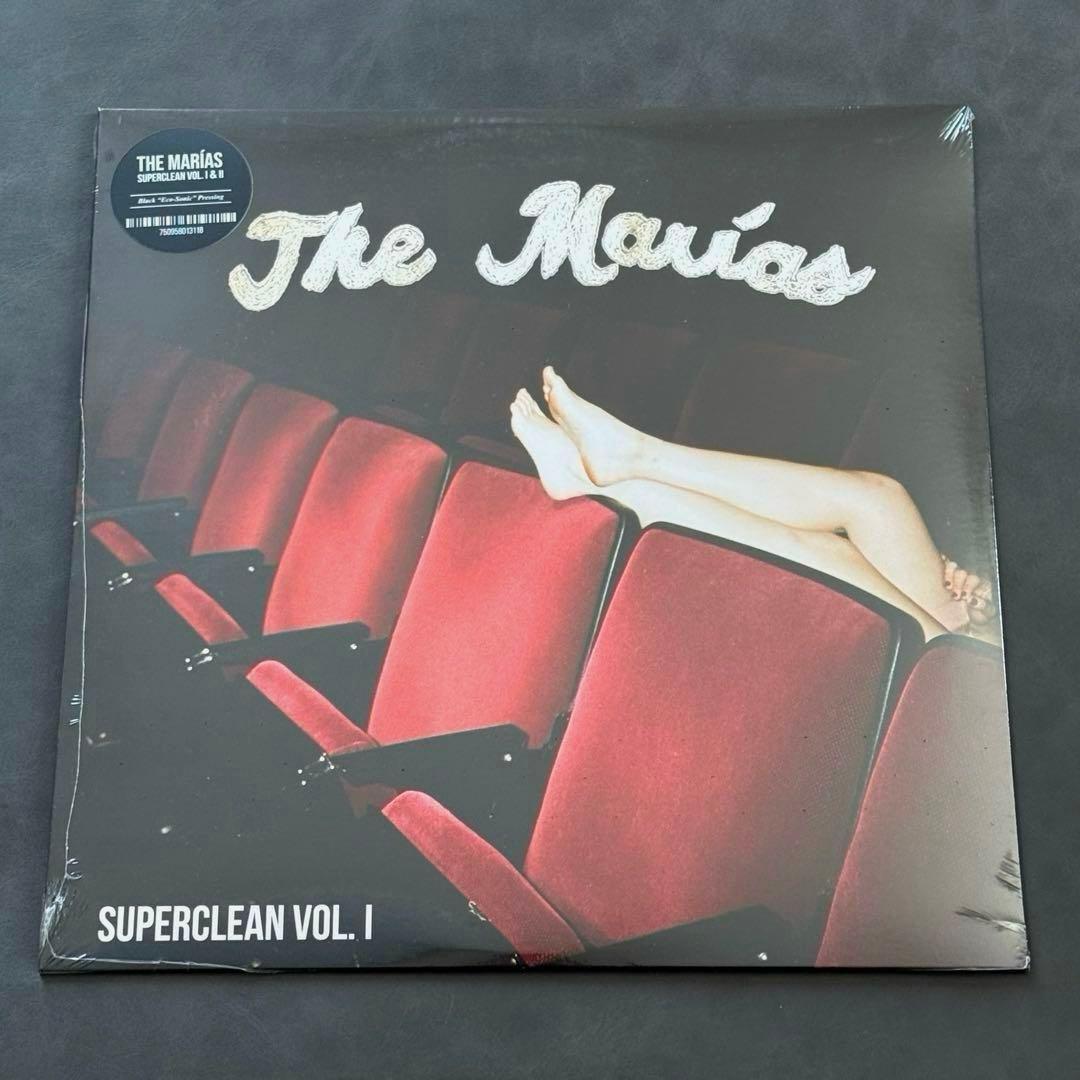 THE MARÍAS
SUPERCLEAN VOL. I & II
Black "Eco-Sonic" Pressing
750958013118
The Marías
SUPERCLEAN VOL. I